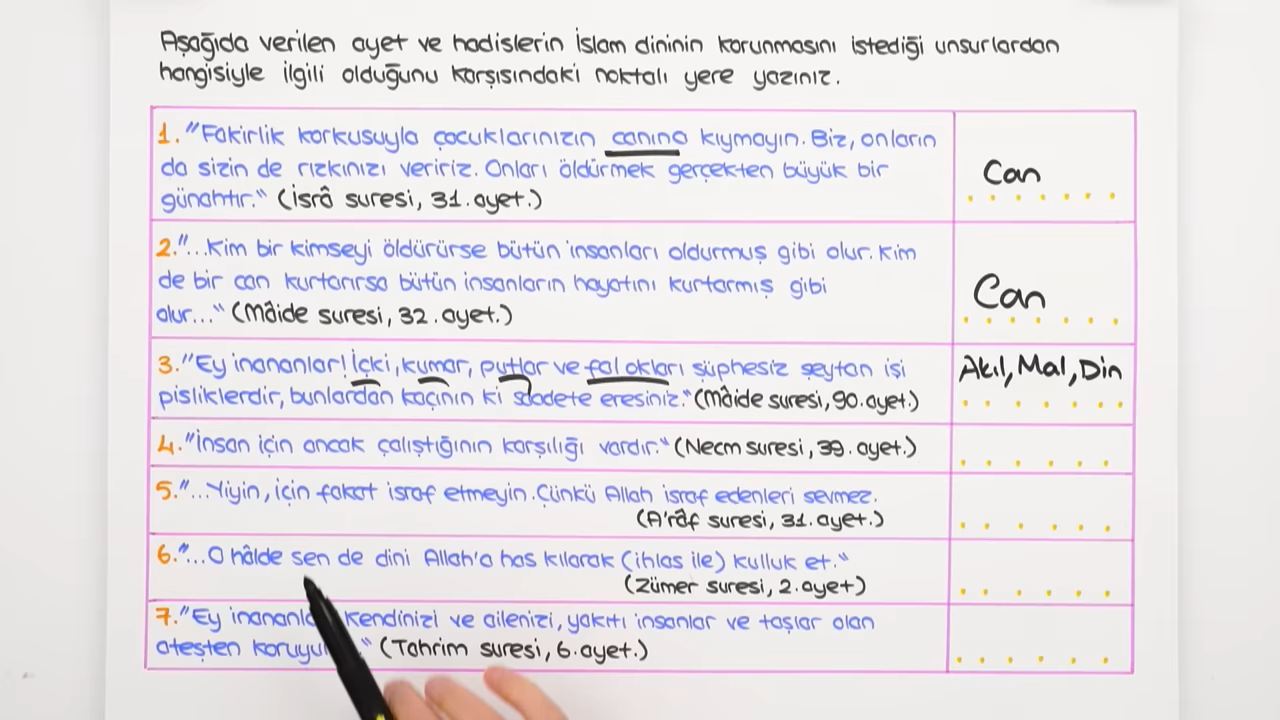 Aşağıda verilen ayet ve hadislerin İslam dininin korunmasını istediği unsurlardan
hangisiyle ilgili olduğunu karşısındaki noktalı yere yazınız.
1. "Fakirlik korkusuyla çocuklarınızın canına kıymayın. Biz, onların
da sizin de rızkınızı veririz. Onları öldürmek gerçekten büyük bir
günahtır." (İsrâ suresi, 31. ayet.)
Can
2. "...Kim bir kimseyi öldürürse bütün insanları oldurmuş gibi olur. Kim
de bir can kurtarırsa bütün insanların hayatını kurtarmış gibi
olur..." (Mâide suresi, 32. ayet.)
Can
3. "Ey inananlar! İçki, kumar, putlar ve fal okları şüphesiz şeytan işi
pisliklerdir, bunlardan kaçının ki saadete eresiniz." (Mâide suresi, 90. ayet.)
Akıl, Mal, Din
4. "İnsan için ancak çalıştığının karşılığı vardır." (Necm suresi, 39. ayet.)
5. "...Yiyin, için fakat israf etmeyin. Çünkü Allah israf edenleri sevmez.
(A'râf suresi, 31. ayet.)
6. "...O hâlde sen de dini Allah'a has kılarak (ihlas ile) kulluk et."
(Zümer suresi, 2. ayet)
7. "Ey kendinizi ve ailenizi, yakıtı insanlar ve taşlar olan
ateşten (Tahrim suresi, 6. ayet.)